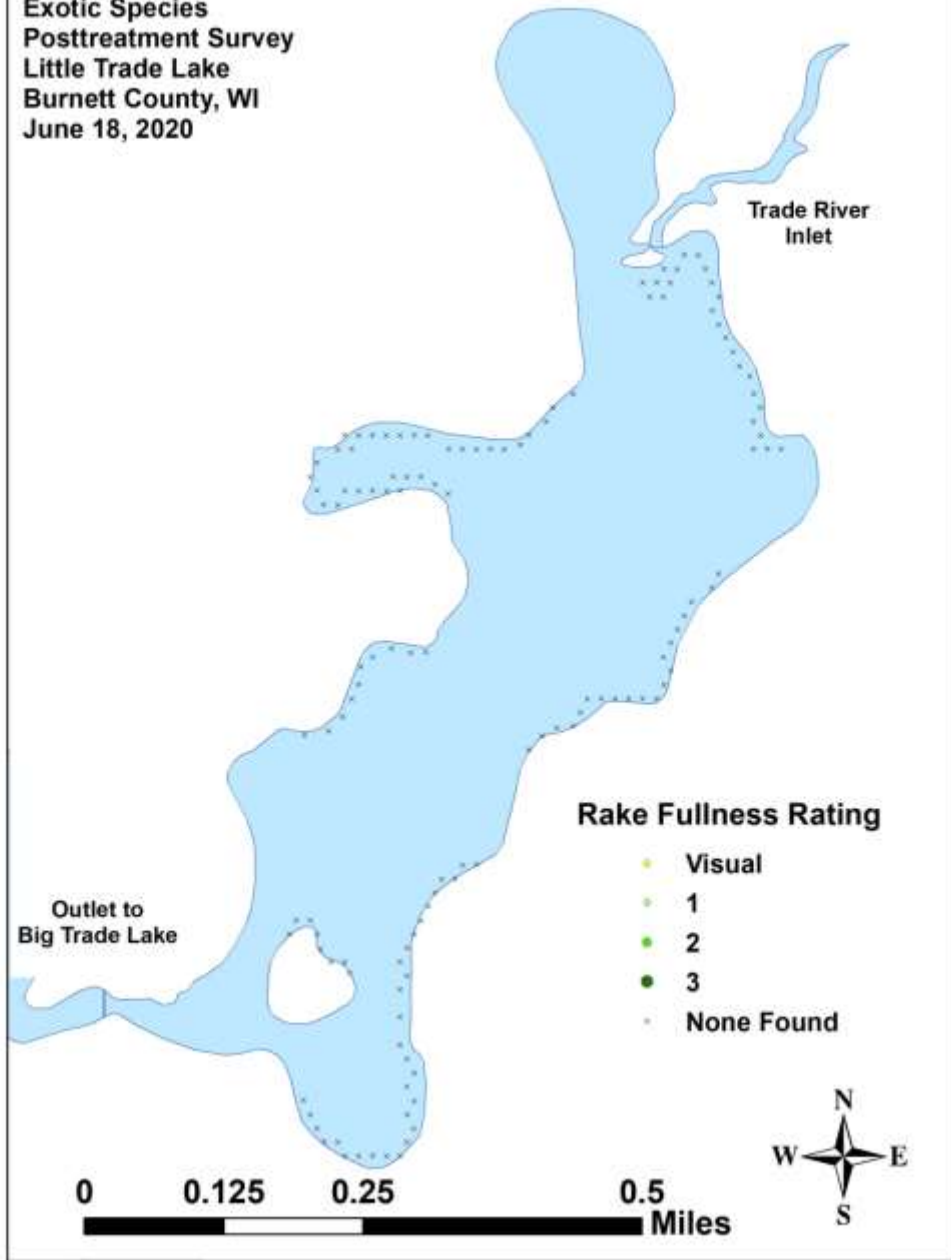 Exotic Species
Posttreatment Survey
Little Trade Lake
Burnett County, WI
June 18, 2020
Trade River
Inlet
Rake Fullness Rating
Visual
1
2
3
None Found
Outlet to
Big Trade Lake
N
W E
S
0 0.125 0.25 0.5
Miles